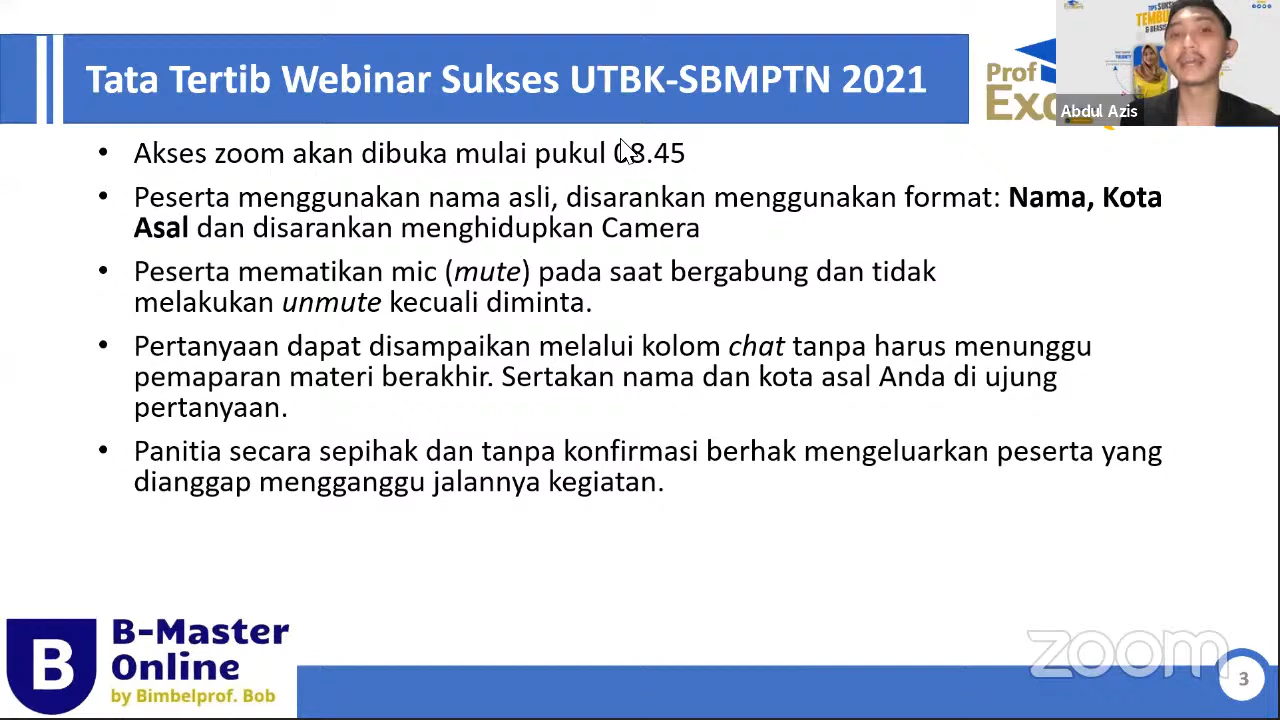 Tata Tertib Webinar Sukses UTBK-SBMPTN 2021
Prof
Abdul Azis
• Akses zoom akan dibuka mulai pukul 08.45
• Peserta menggunakan nama asli, disarankan menggunakan format: Nama, Kota
Asal dan disarankan menghidupkan Camera
• Peserta mematikan mic (mute) pada saat bergabung dan tidak
melakukan unmute kecuali diminta.
• Pertanyaan dapat disampaikan melalui kolom chat tanpa harus menunggu
pemaparan materi berakhir. Sertakan nama dan kota asal Anda di ujung
pertanyaan.
• Panitia secara sepihak dan tanpa konfirmasi berhak mengeluarkan peserta yang
dianggap mengganggu jalannya kegiatan.
B
B-Master
Online
by Bimbelprof. Bob
zoom
3